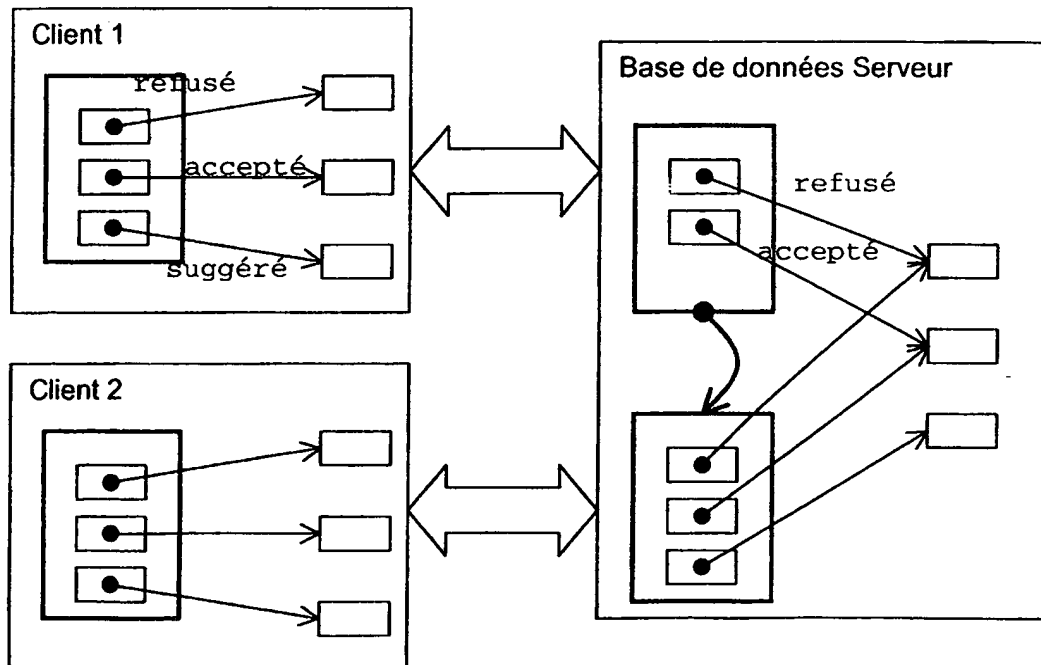 Client 1
refusé
accepté
suggéré
Base de données Serveur
refusé
accepté
Client 2